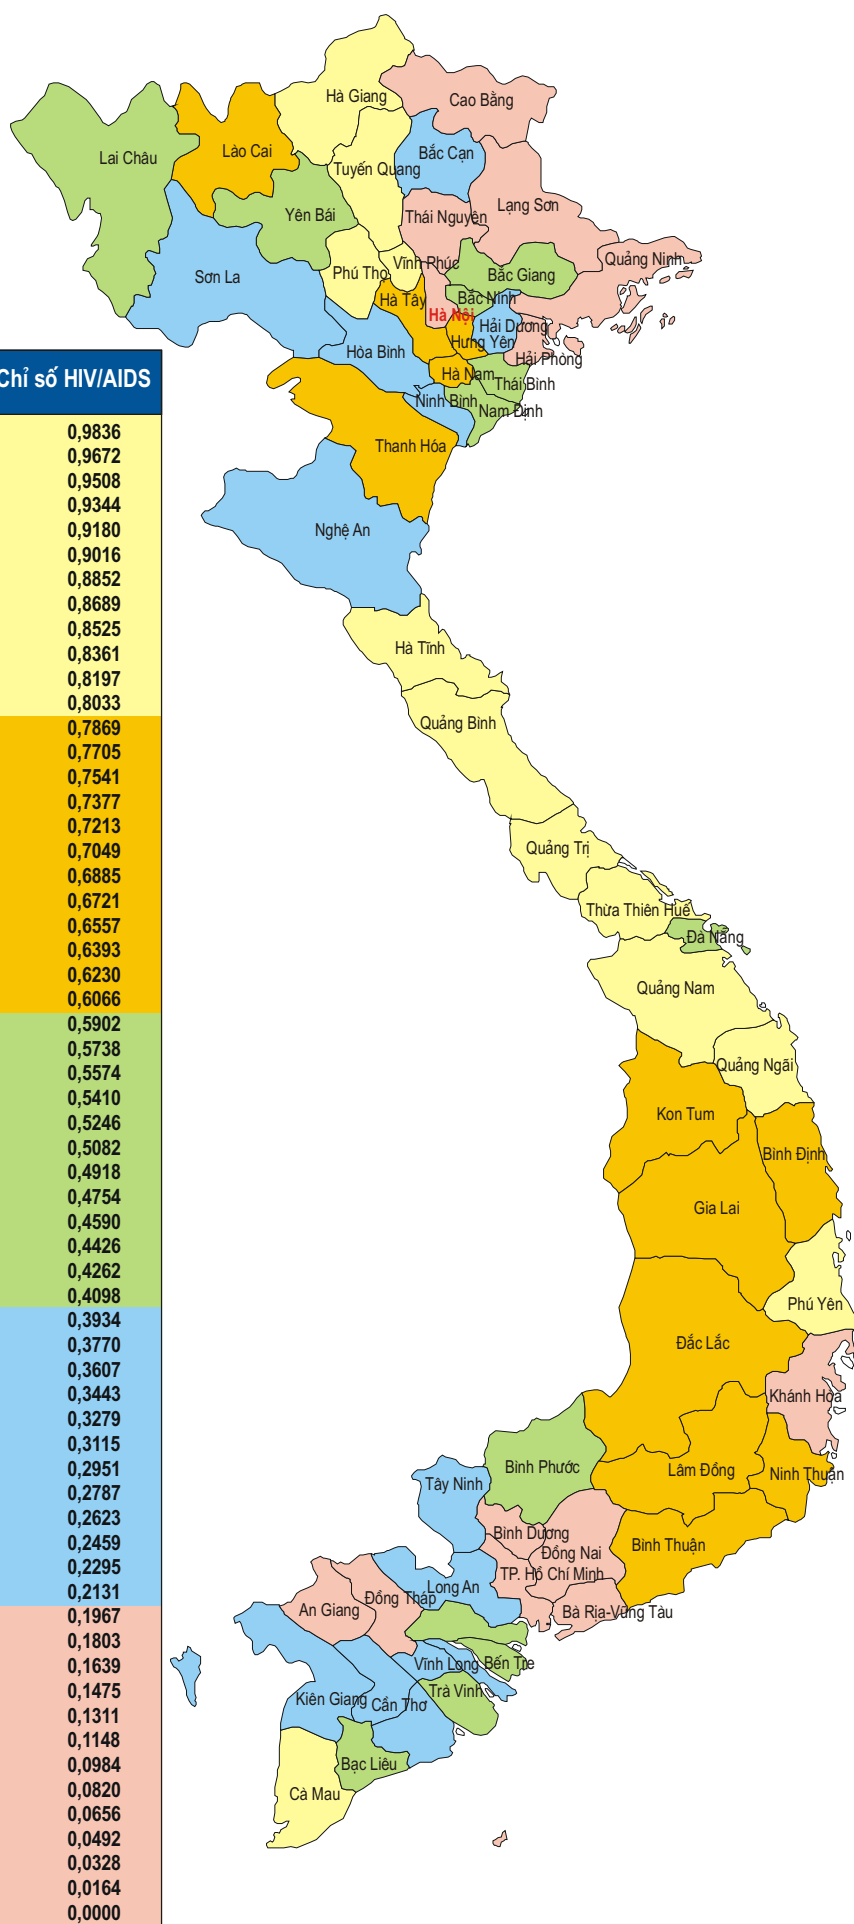 Hà Giang
Cao Bằng
Lai Châu
Lào Cai
Bắc Cạn
Tuyến Quang
Yên Bái
Thái Nguyên
Lạng Sơn
Sơn La
Phú Thọ
Vĩnh Phúc
Bắc Giang
Quảng Ninh
Hà Tây
Bắc Ninh
Hà Nội
Hải Dương
Hưng Yên
Hòa Bình
Hải Phòng
Hà Nam
Thái Bình
Ninh Bình
Nam Định
Thanh Hóa
Nghệ An
Hà Tĩnh
Quảng Bình
Quảng Trị
Thừa Thiên Huế
Đà Nẵng
Quảng Nam
Quảng Ngãi
Kon Tum
Bình Định
Gia Lai
Phú Yên
Đắc Lắc
Khánh Hòa
Bình Phước
Lâm Đồng
Ninh Thuận
Tây Ninh
Bình Dương
Đồng Nai
Bình Thuận
TP. Hồ Chí Minh
Long An
Đồng Tháp
An Giang
Bà Rịa-Vũng Tàu
Vĩnh Long
Bến Tre
Kiên Giang
Cần Thơ
Trà Vinh
Bạc Liêu
Cà Mau
Chỉ số HIV/AIDS
0,9836
0,9672
0,9508
0,9344
0,9180
0,9016
0,8852
0,8689
0,8525
0,8361
0,8197
0,8033
0,7869
0,7705
0,7541
0,7377
0,7213
0,7049
0,6885
0,6721
0,6557
0,6393
0,6230
0,6066
0,5902
0,5738
0,5574
0,5410
0,5246
0,5082
0,4918
0,4754
0,4590
0,4426
0,4262
0,4098
0,3934
0,3770
0,3607
0,3443
0,3279
0,3115
0,2951
0,2787
0,2623
0,2459
0,2295
0,2131
0,1967
0,1803
0,1639
0,1475
0,1311
0,1148
0,0984
0,0820
0,0656
0,0492
0,0328
0,0164
0,0000